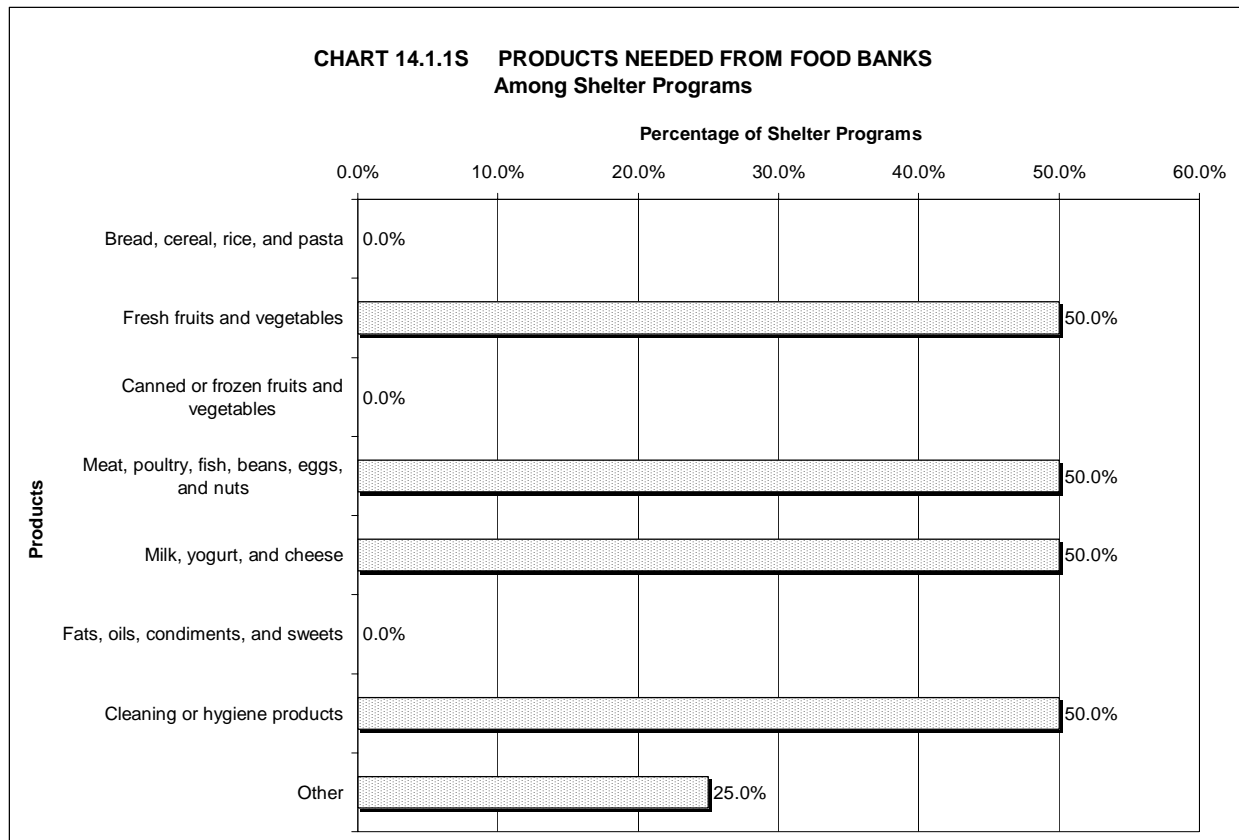 CHART 14.1.1S PRODUCTS NEEDED FROM FOOD BANKS
Among Shelter Programs
Percentage of Shelter Programs
0.0% 10.0% 20.0% 30.0% 40.0% 50.0% 60.0%
Products
Bread, cereal, rice, and pasta 0.0%
Fresh fruits and vegetables 50.0%
Canned or frozen fruits and
vegetables 0.0%
Meat, poultry, fish, beans, eggs,
and nuts 50.0%
Milk, yogurt, and cheese 50.0%
Fats, oils, condiments, and sweets 0.0%
Cleaning or hygiene products 50.0%
Other 25.0%